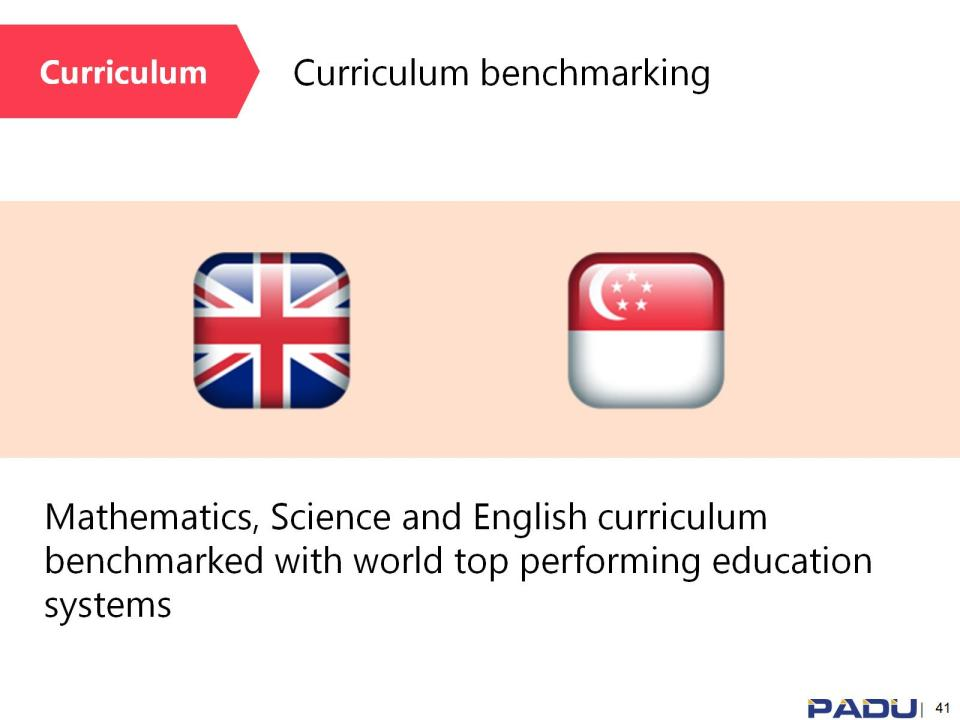 Curriculum
Curriculum benchmarking
Mathematics, Science and English curriculum
benchmarked with world top performing education
systems
PADU | 41